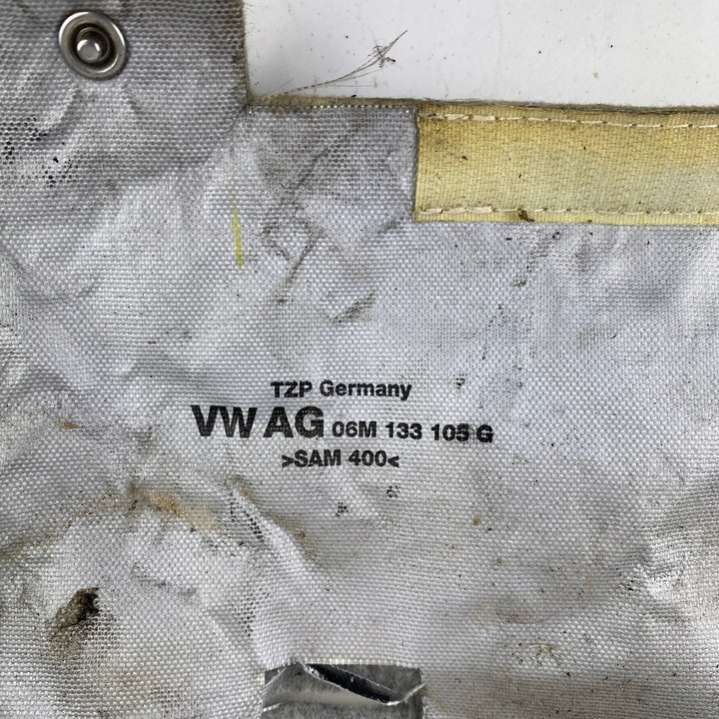 TZP Germany
VW AG 06M 133 105 G
>SAM 400<